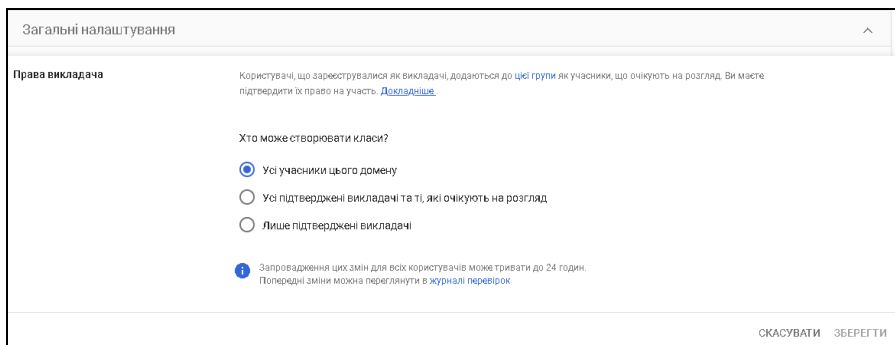 Загальні налаштування
Права викладача
Користувачі, що зареєструвалися як викладачі, додаються до цієї групи як учасники, що очікують на розгляд. Ви маєте
підтвердити їх право на участь. Докладніше.
Хто може створювати класи?
Усі учасники цього домену
Усі підтверджені викладачі та ті, які очікують на розгляд
Лише підтверджені викладачі
Запровадження цих змін для всіх користувачів може тривати до 24 годин.
Попередні зміни можна переглянути в журналі перевірок
СКАСУВАТИ ЗБЕРЕГТИ